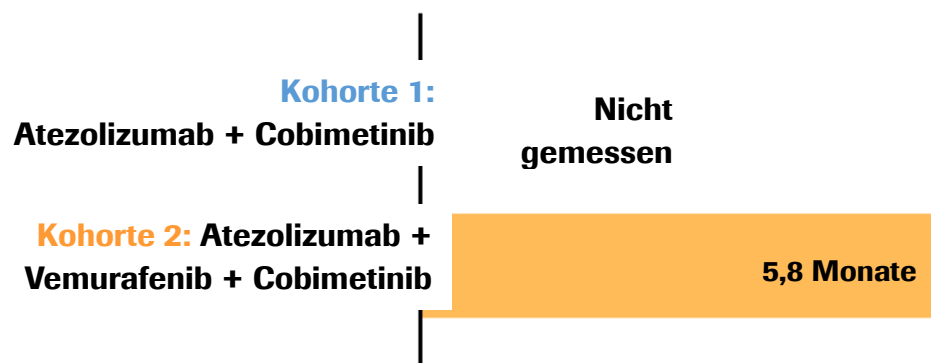 Kohorte 1:
Atezolizumab + Cobimetinib
Nicht
gemessen
Kohorte 2: Atezolizumab +
Vemurafenib + Cobimetinib
5,8 Monate